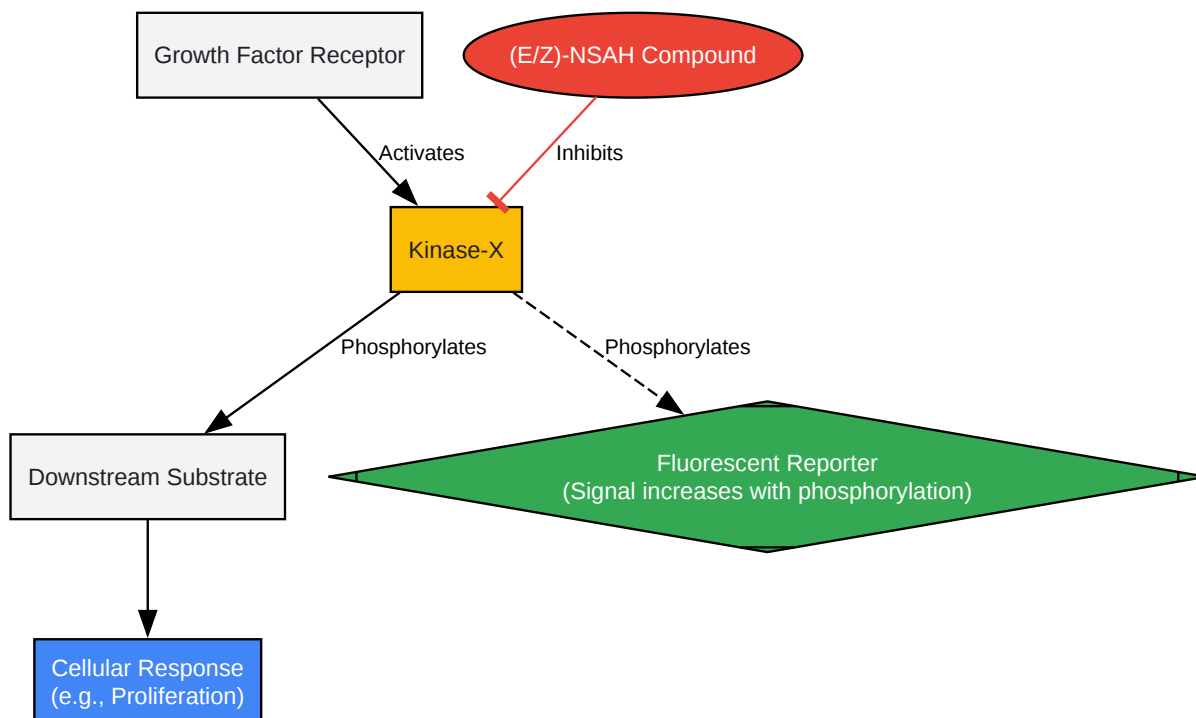 Growth Factor Receptor
(E/Z)-NSAH Compound
Activates
Inhibits
Kinase-X
Phosphorylates
Phosphorylates
Downstream Substrate
Fluorescent Reporter
(Signal increases with phosphorylation)
Cellular Response
(e.g., Proliferation)